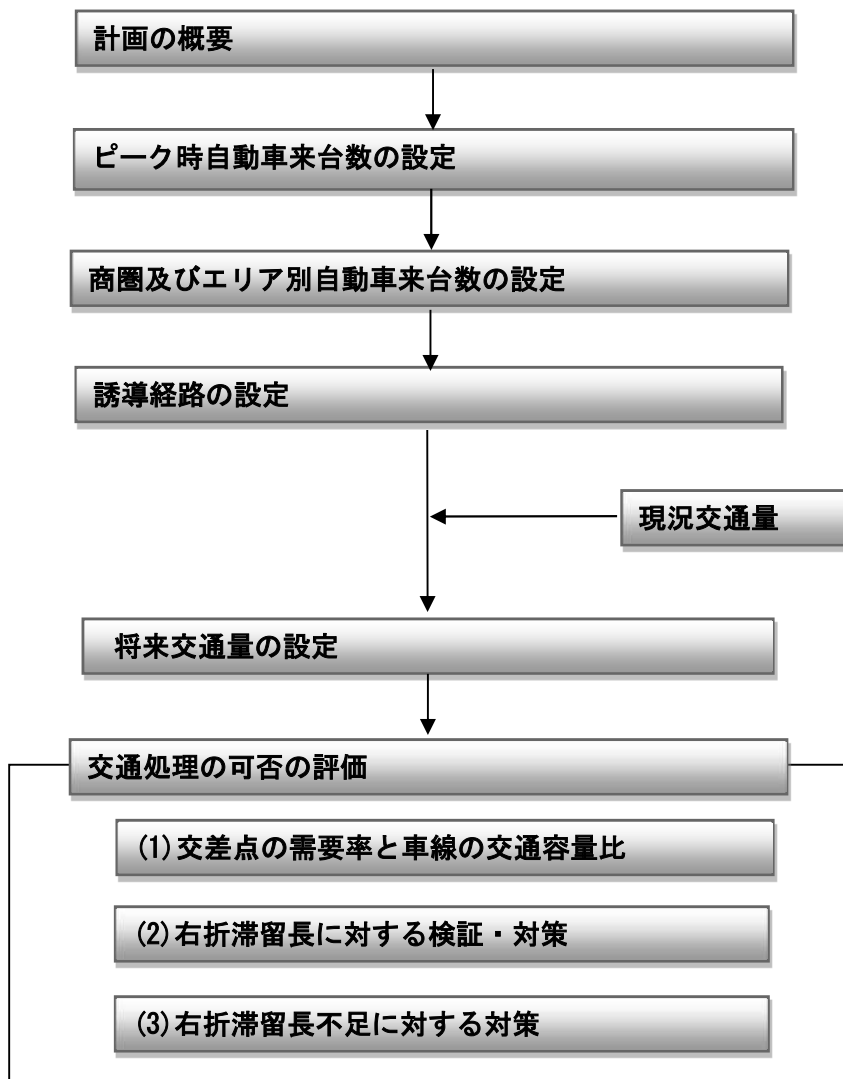 計画の概要
ピーク時自動車来台数の設定
商圏及びエリア別自動車来台数の設定
誘導経路の設定
現況交通量
将来交通量の設定
交通処理の可否の評価
(1)交差点の需要率と車線の交通容量比
(2)右折滞留長に対する検証・対策
(3)右折滞留長不足に対する対策